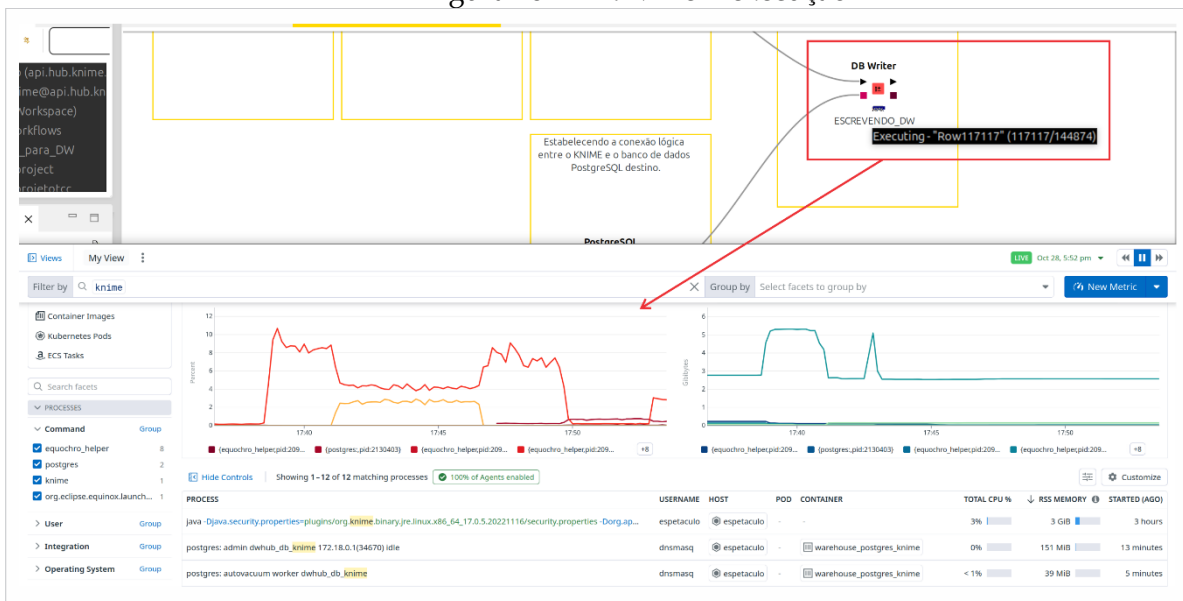 (api.hub.knime.
ime@api.hub.kn
Workspace)
rkflows
_para_DW
project
projetotcc
DB Writer
ESCREVENDO_DW
Executing - "Row117117" (117117/144874)
Estabelecendo a conexão lógica
entre o KNIME e o banco de dados
PostgreSQL destino.
PostgreSQL
Views My View
LIVE Oct 28, 5:52 pm
Filter by knime
Group by Select facets to group by
New Metric
Container Images
Kubernetes Pods
ECS Tasks
Search facets
PROCESSES
Command Group
equochro_helper 8
postgres 2
knime 1
org.eclipse.equinox.launch... 1
User Group
Integration Group
Operating System Group
Percent
12
10
8
6
4
2
0
17:40 17:45 17:50
{equochro_helper,pid:209... {postgres:,pid:2130403} {equochro_helper,pid:209... {equochro_helper,pid:209... +8
Gigabytes
6
5
4
3
2
1
0
17:40 17:45 17:50
{equochro_helper,pid:209... {postgres:,pid:2130403} {equochro_helper,pid:209... {equochro_helper,pid:209... +8
Hide Controls Showing 1–12 of 12 matching processes 100% of Agents enabled Customize
PROCESS USERNAME HOST POD CONTAINER TOTAL CPU % RSS MEMORY STARTED (AGO)
java -Djava.security.properties=plugins/org.knime.binary.jre.linux.x86_64_17.0.5.20221116/security.properties -Dorg.ap... espetaculo espetaculo - - 3% 3 GiB 3 hours
postgres: admin dwhub_db_knime 172.18.0.1(34670) idle dnsmasq espetaculo - warehouse_postgres_knime 0% 151 MiB 13 minutes
postgres: autovacuum worker dwhub_db_knime dnsmasq espetaculo - warehouse_postgres_knime < 1% 39 MiB 5 minutes